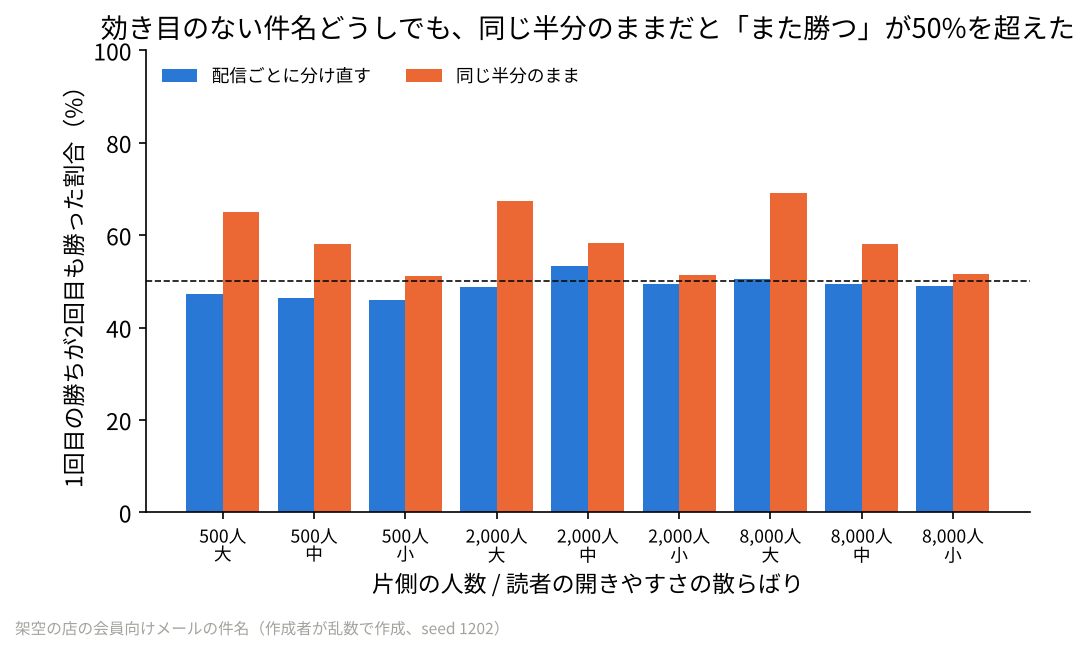 効き目のない件名どうしでも、同じ半分のままだと「また勝つ」が50%を超えた
配信ごとに分け直す
同じ半分のまま
1回目の勝ちが2回目も勝った割合（%）
100
80
60
40
20
0
500人
大
500人
中
500人
小
2,000人
大
2,000人
中
2,000人
小
8,000人
大
8,000人
中
8,000人
小
片側の人数 / 読者の開きやすさの散らばり
架空の店の会員向けメールの件名（作成者が乱数で作成、seed 1202）